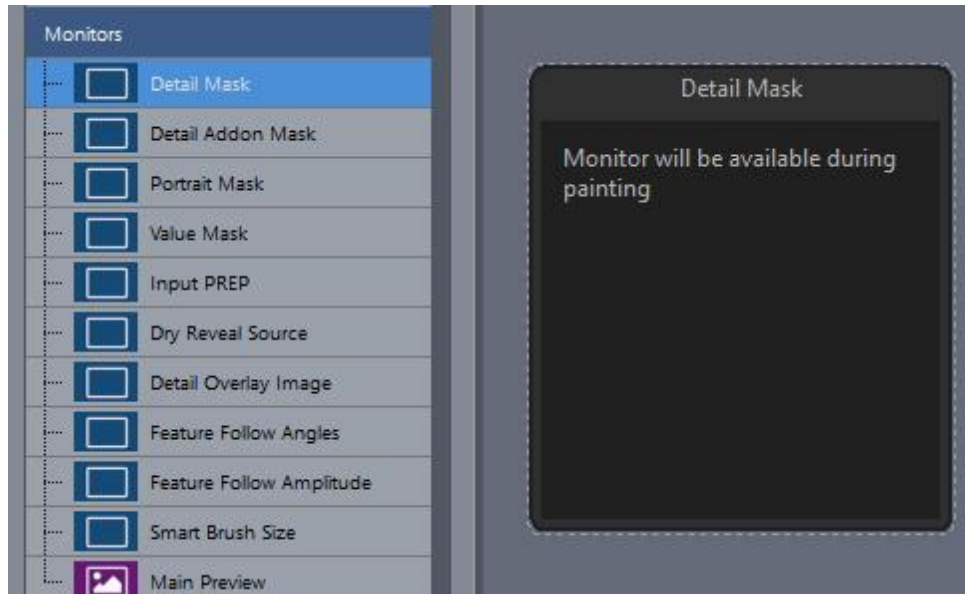 Monitors
Detail Mask
Detail Addon Mask
Portrait Mask
Value Mask
Input PREP
Dry Reveal Source
Detail Overlay Image
Feature Follow Angles
Feature Follow Amplitude
Smart Brush Size
Main Preview
Detail Mask
Monitor will be available during
painting